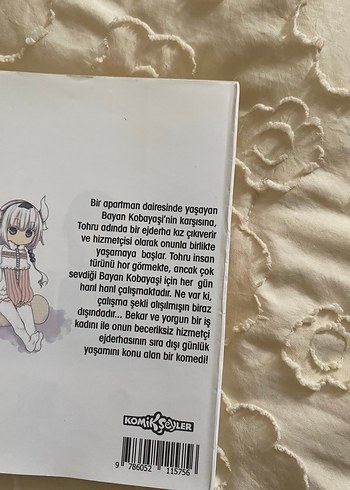 Bir apartman dairesinde yaşayan
Bayan Kobayaşi'nin karşısına,
Tohru adında bir ejderha kız çıkıverir
ve hizmetçisi olarak onunla birlikte
yaşamaya başlar. Tohru insan
türünü hor görmekte, ancak çok
sevdiği Bayan Kobayaşi için her gün
harıl harıl çalışmaktadır. Ne var ki,
çalışma şekli alışılmışın biraz
dışındadır... Bekar ve yorgun bir iş
kadını ile onun beceriksiz hizmetçi
ejderhasının sıra dışı günlük
yaşamını konu alan bir komedi!
KOMİKŞEYLER
9 786052 115756